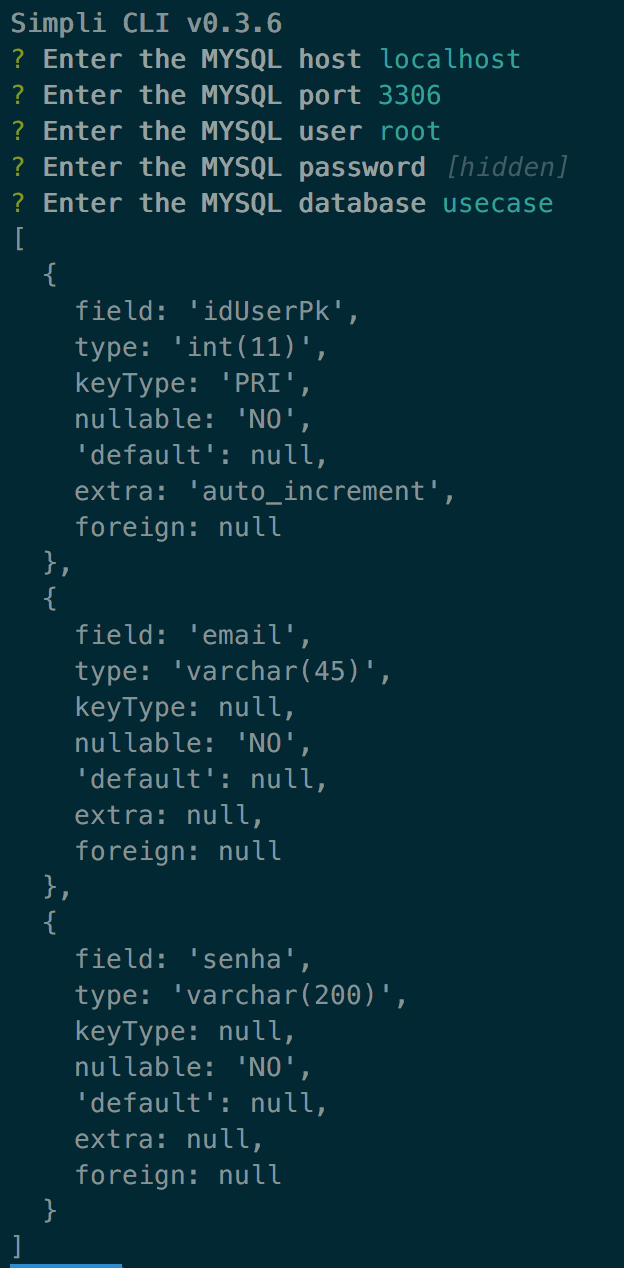 Simpli CLI v0.3.6
? Enter the MYSQL host localhost
? Enter the MYSQL port 3306
? Enter the MYSQL user root
? Enter the MYSQL password [hidden]
? Enter the MYSQL database usecase
[
  {
    field: 'idUserPk',
    type: 'int(11)',
    keyType: 'PRI',
    nullable: 'NO',
    'default': null,
    extra: 'auto_increment',
    foreign: null
  },
  {
    field: 'email',
    type: 'varchar(45)',
    keyType: null,
    nullable: 'NO',
    'default': null,
    extra: null,
    foreign: null
  },
  {
    field: 'senha',
    type: 'varchar(200)',
    keyType: null,
    nullable: 'NO',
    'default': null,
    extra: null,
    foreign: null
  }
]